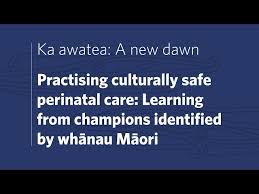 Ka awatea: A new dawn
Practising culturally safe
perinatal care: Learning
from champions identified
by whānau Māori